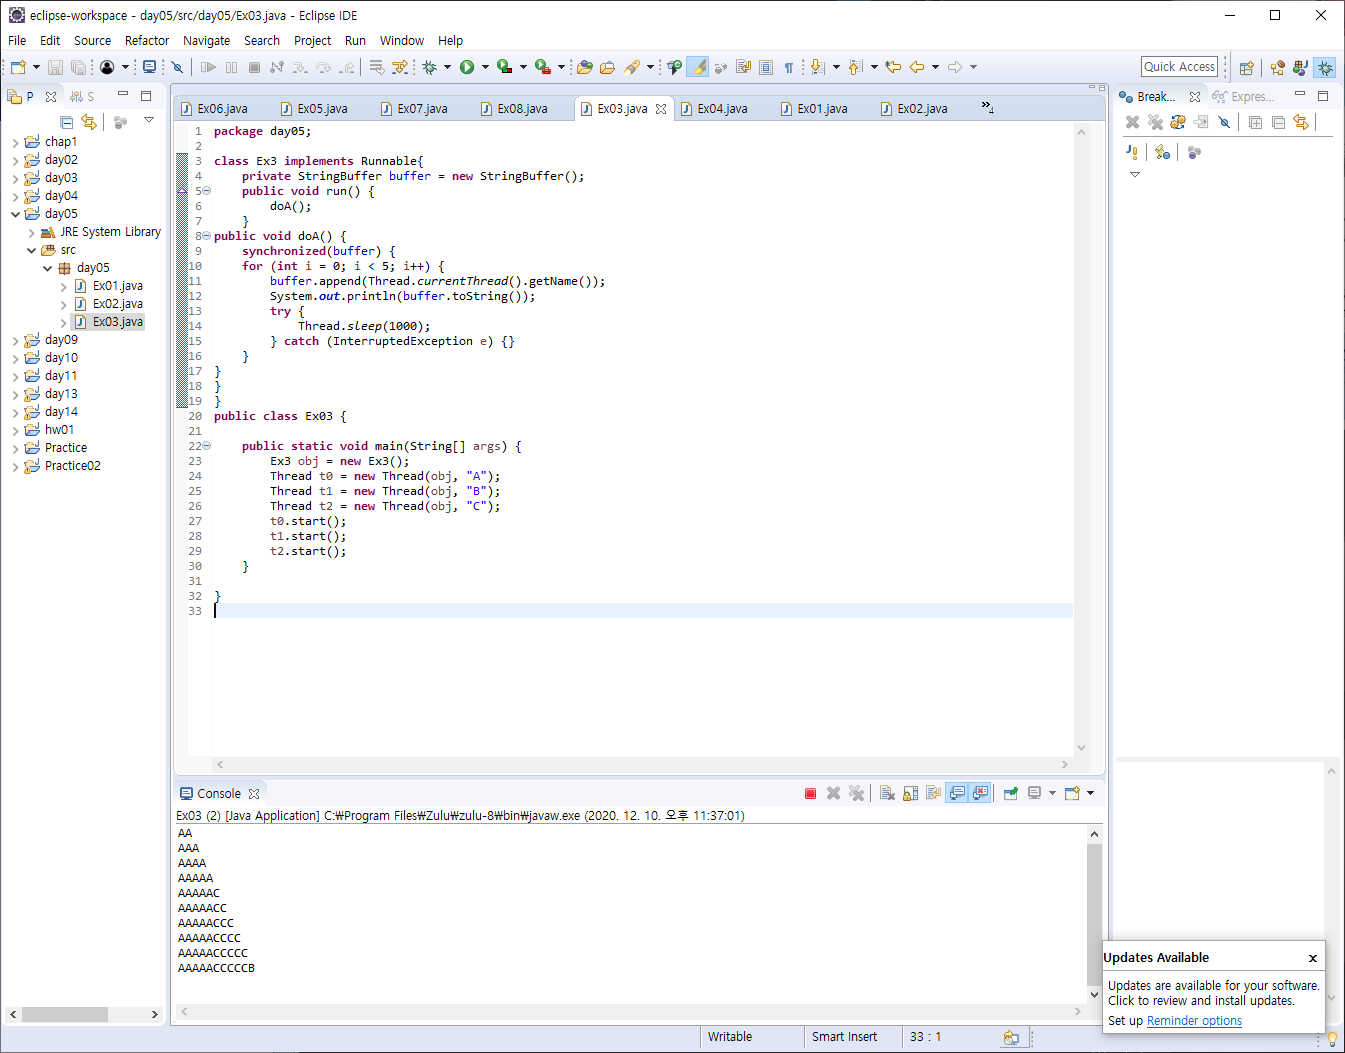 eclipse-workspace - day05/src/day05/Ex03.java - Eclipse IDE
File Edit Source Refactor Navigate Search Project Run Window Help
Quick Access
P
S
chap1
day02
day03
day04
day05
JRE System Library
src
day05
Ex01.java
Ex02.java
Ex03.java
day09
day10
day11
day13
day14
hw01
Practice
Practice02
Ex06.java Ex05.java Ex07.java Ex08.java Ex03.java Ex04.java Ex01.java Ex02.java »4
1 package day05;
2
3 class Ex3 implements Runnable{
4 private StringBuffer buffer = new StringBuffer();
5 public void run() {
6 doA();
7 }
8 public void doA() {
9 synchronized(buffer) {
10 for (int i = 0; i < 5; i++) {
11 buffer.append(Thread.currentThread().getName());
12 System.out.println(buffer.toString());
13 try {
14 Thread.sleep(1000);
15 } catch (InterruptedException e) {}
16 }
17 }
18 }
19 }
20 public class Ex03 {
21
22 public static void main(String[] args) {
23 Ex3 obj = new Ex3();
24 Thread t0 = new Thread(obj, "A");
25 Thread t1 = new Thread(obj, "B");
26 Thread t2 = new Thread(obj, "C");
27 t0.start();
28 t1.start();
29 t2.start();
30 }
31
32 }
33
Break... Expres...
Console
Ex03 (2) [Java Application] C:￦Program Files￦Zulu￦zulu-8￦bin￦javaw.exe (2020. 12. 10. 오후 11:37:01)
AA
AAA
AAAA
AAAAA
AAAAAC
AAAAACC
AAAAACCC
AAAAACCCC
AAAAACCCCC
AAAAACCCCCB
Updates Available
Updates are available for your software.
Click to review and install updates.
Set up Reminder options
Writable Smart Insert 33 : 1